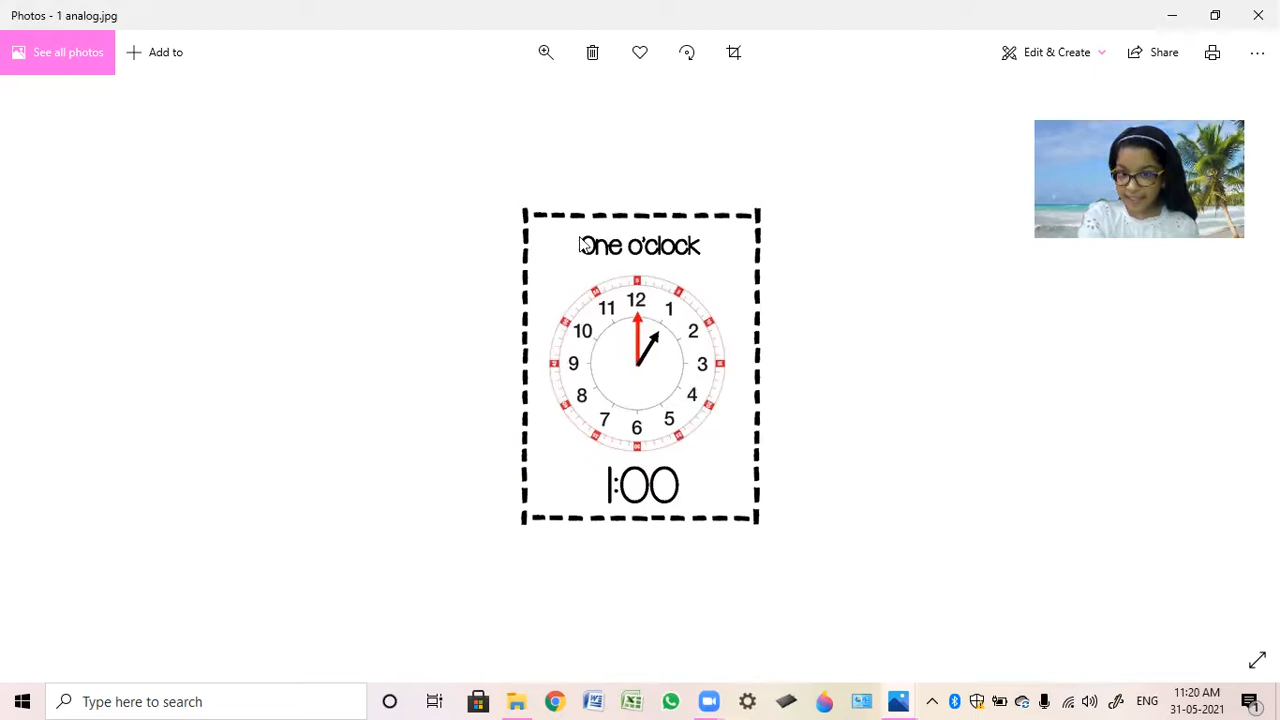 Photos - 1 analog.jpg
See all photos
Add to
Edit & Create
Share
One o'clock
12
11
1
10
2
9
3
8
4
7
5
6
1:00
Type here to search
ENG
11:20 AM
31-05-2021